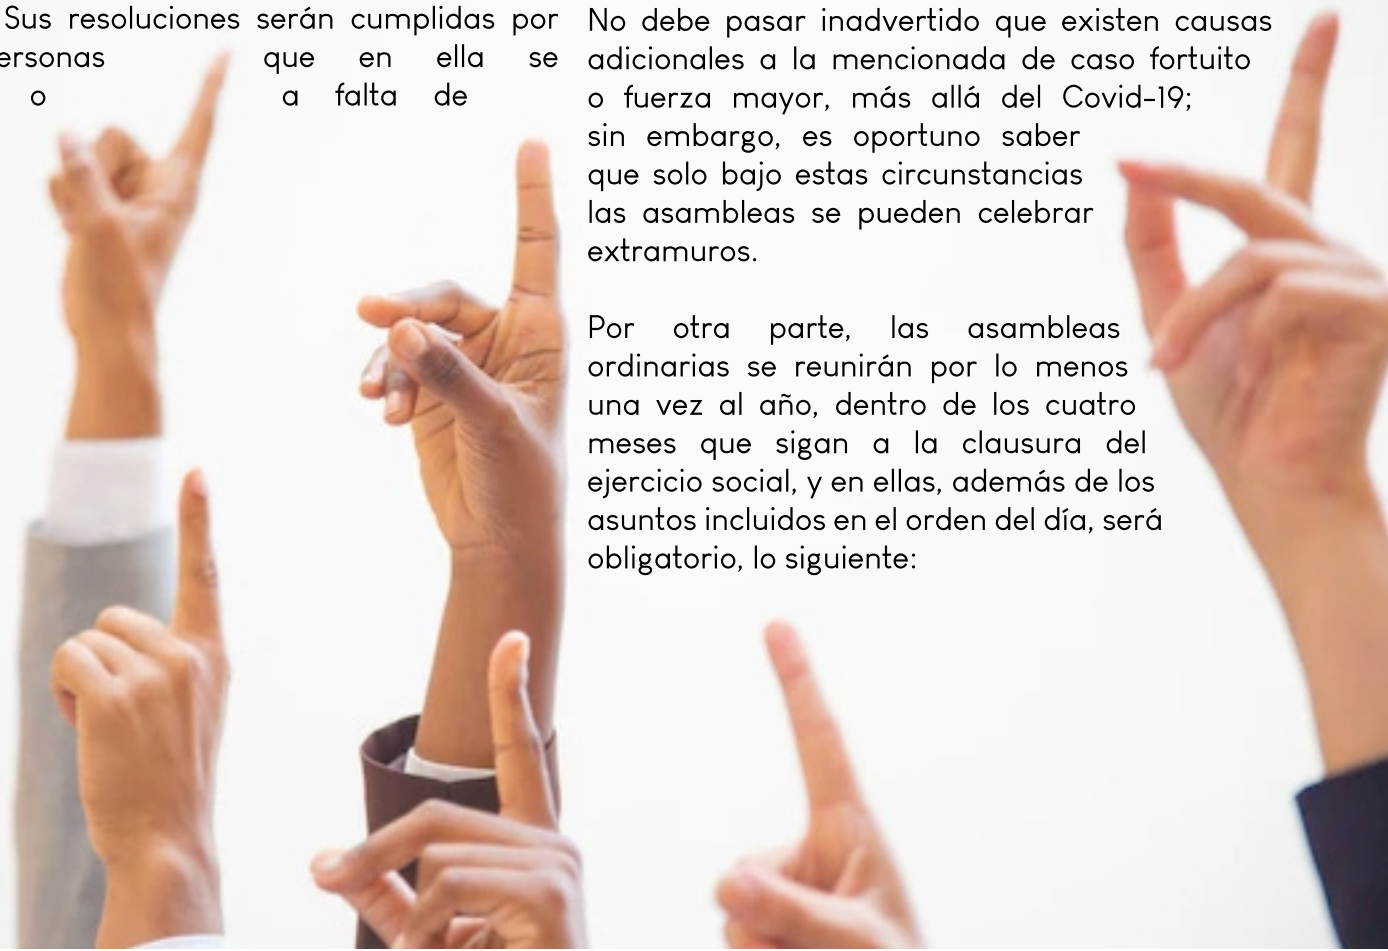 Sus resoluciones serán cumplidas por
ersonas que en ella se
o a falta de
No debe pasar inadvertido que existen causas
adicionales a la mencionada de caso fortuito
o fuerza mayor, más allá del Covid-19;
sin embargo, es oportuno saber
que solo bajo estas circunstancias
las asambleas se pueden celebrar
extramuros.
Por otra parte, las asambleas
ordinarias se reunirán por lo menos
una vez al año, dentro de los cuatro
meses que sigan a la clausura del
ejercicio social, y en ellas, además de los
asuntos incluidos en el orden del día, será
obligatorio, lo siguiente: